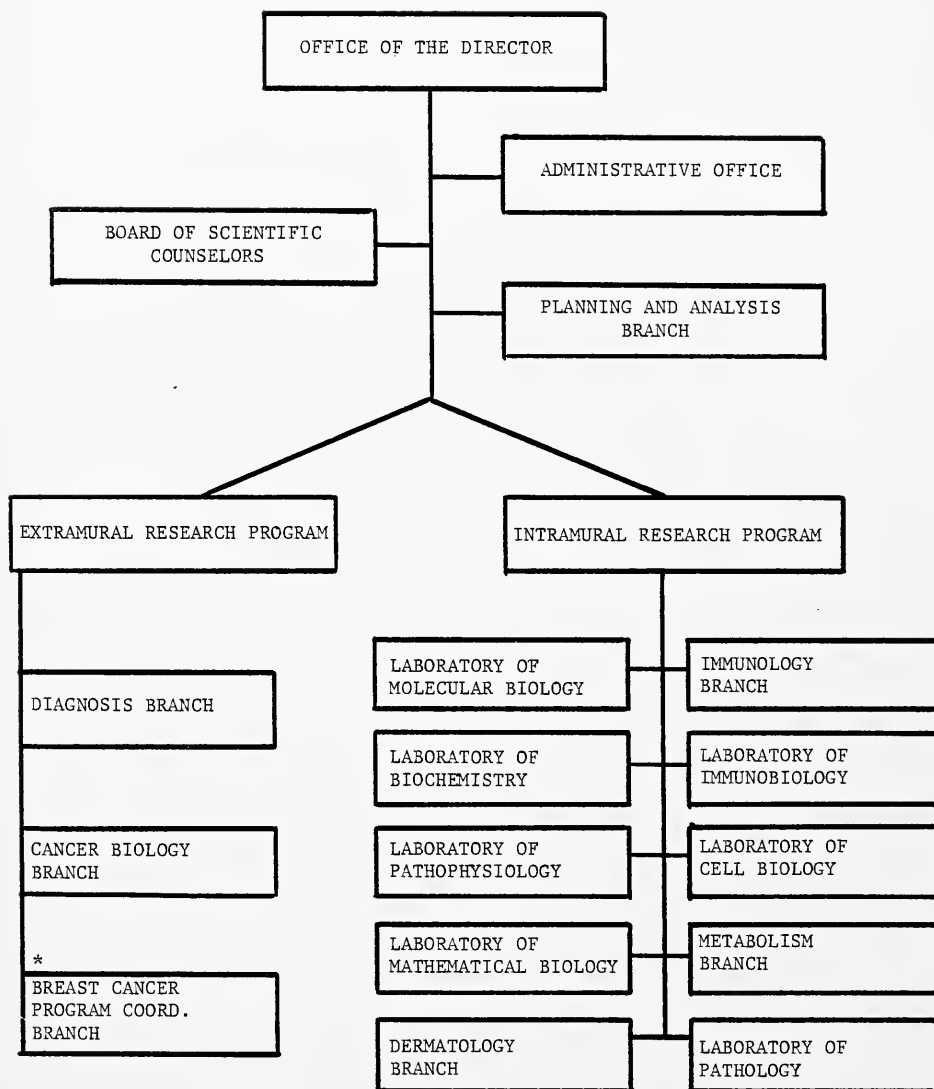 OFFICE OF THE DIRECTOR
ADMINISTRATIVE OFFICE
BOARD OF SCIENTIFIC
COUNSELORS
PLANNING AND ANALYSIS
BRANCH
EXTRAMURAL RESEARCH PROGRAM
INTRAMURAL RESEARCH PROGRAM
DIAGNOSIS BRANCH
CANCER BIOLOGY
BRANCH
*
BREAST CANCER
PROGRAM COORD.
BRANCH
LABORATORY OF
MOLECULAR BIOLOGY
IMMUNOLOGY
BRANCH
LABORATORY OF
BIOCHEMISTRY
LABORATORY OF
IMMUNOBIOLOGY
LABORATORY OF
PATHOPHYSIOLOGY
LABORATORY OF
CELL BIOLOGY
LABORATORY OF
MATHEMATICAL BIOLOGY
METABOLISM
BRANCH
DERMATOLOGY
BRANCH
LABORATORY OF
PATHOLOGY